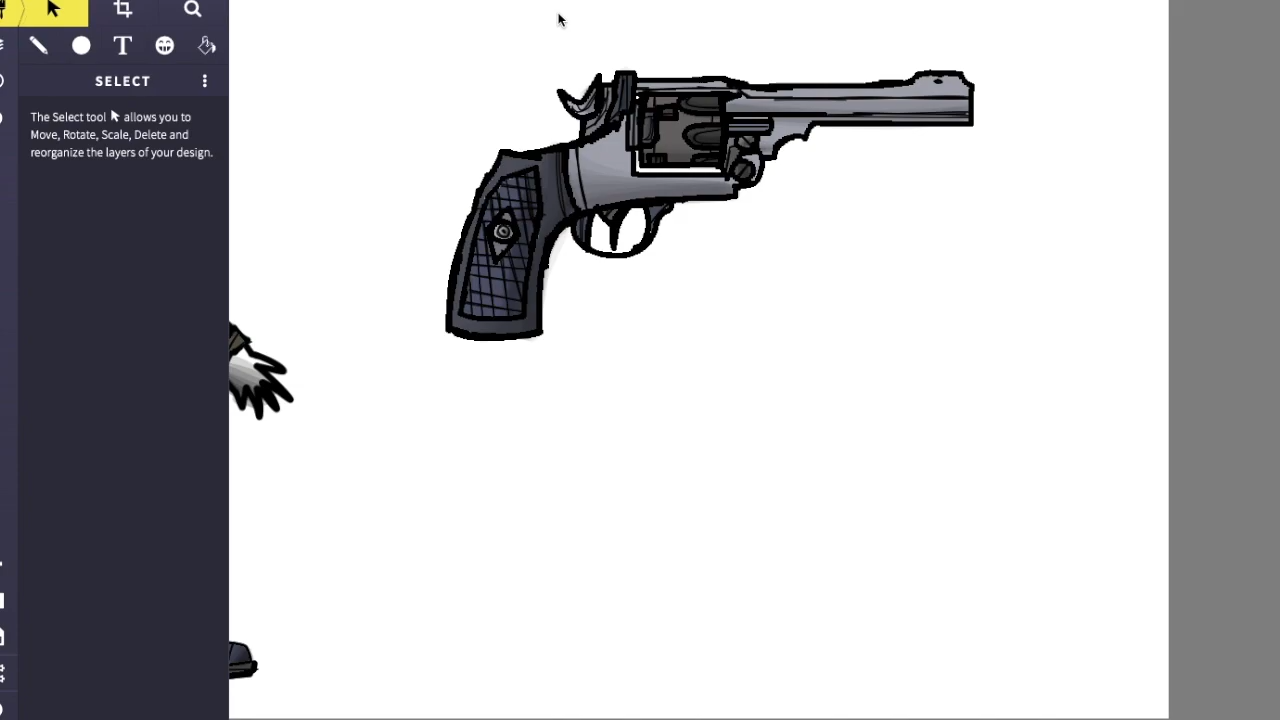 T
SELECT
The Select tool allows you to
Move, Rotate, Scale, Delete and
reorganize the layers of your design.